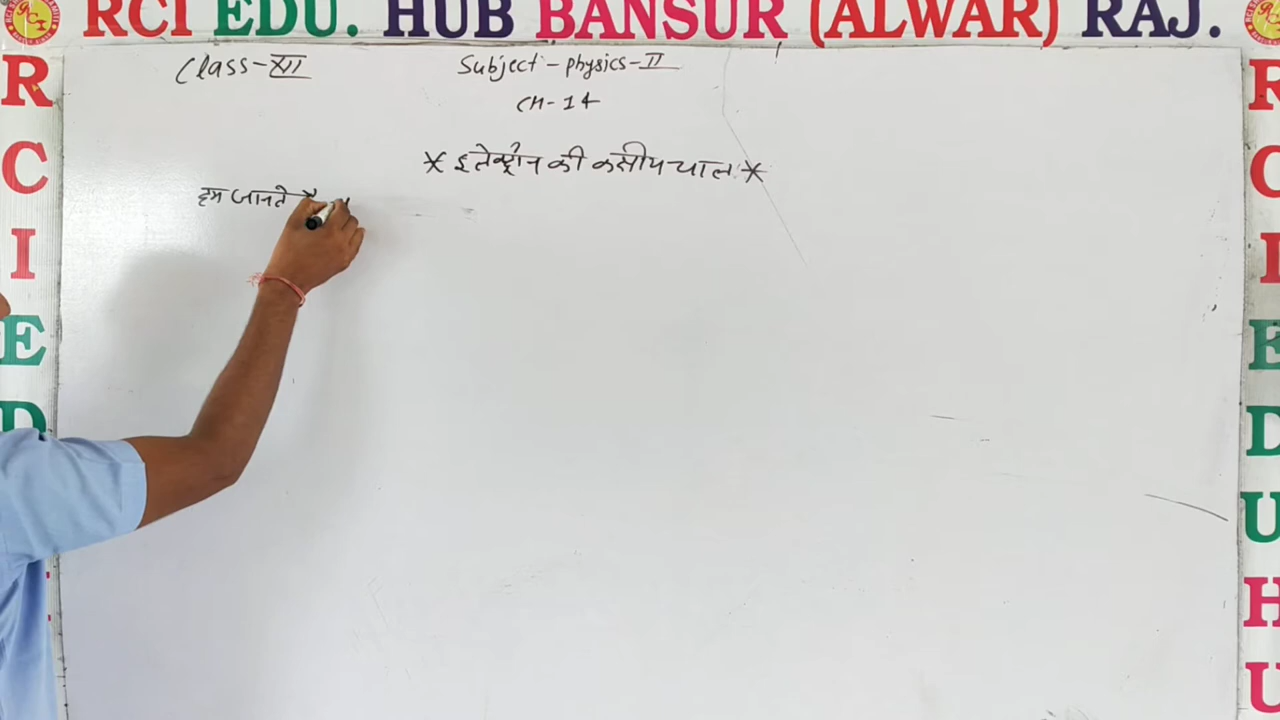 RCI EDU. HUB BANSUR (ALWAR) RAJ.
Class-XII
Subject - physics-II
CH-14
* इलेक्ट्रॉन की कक्षीय चाल *
हम जानते है
R
C
I
E
D
R
C
I
E
D
U
H
U